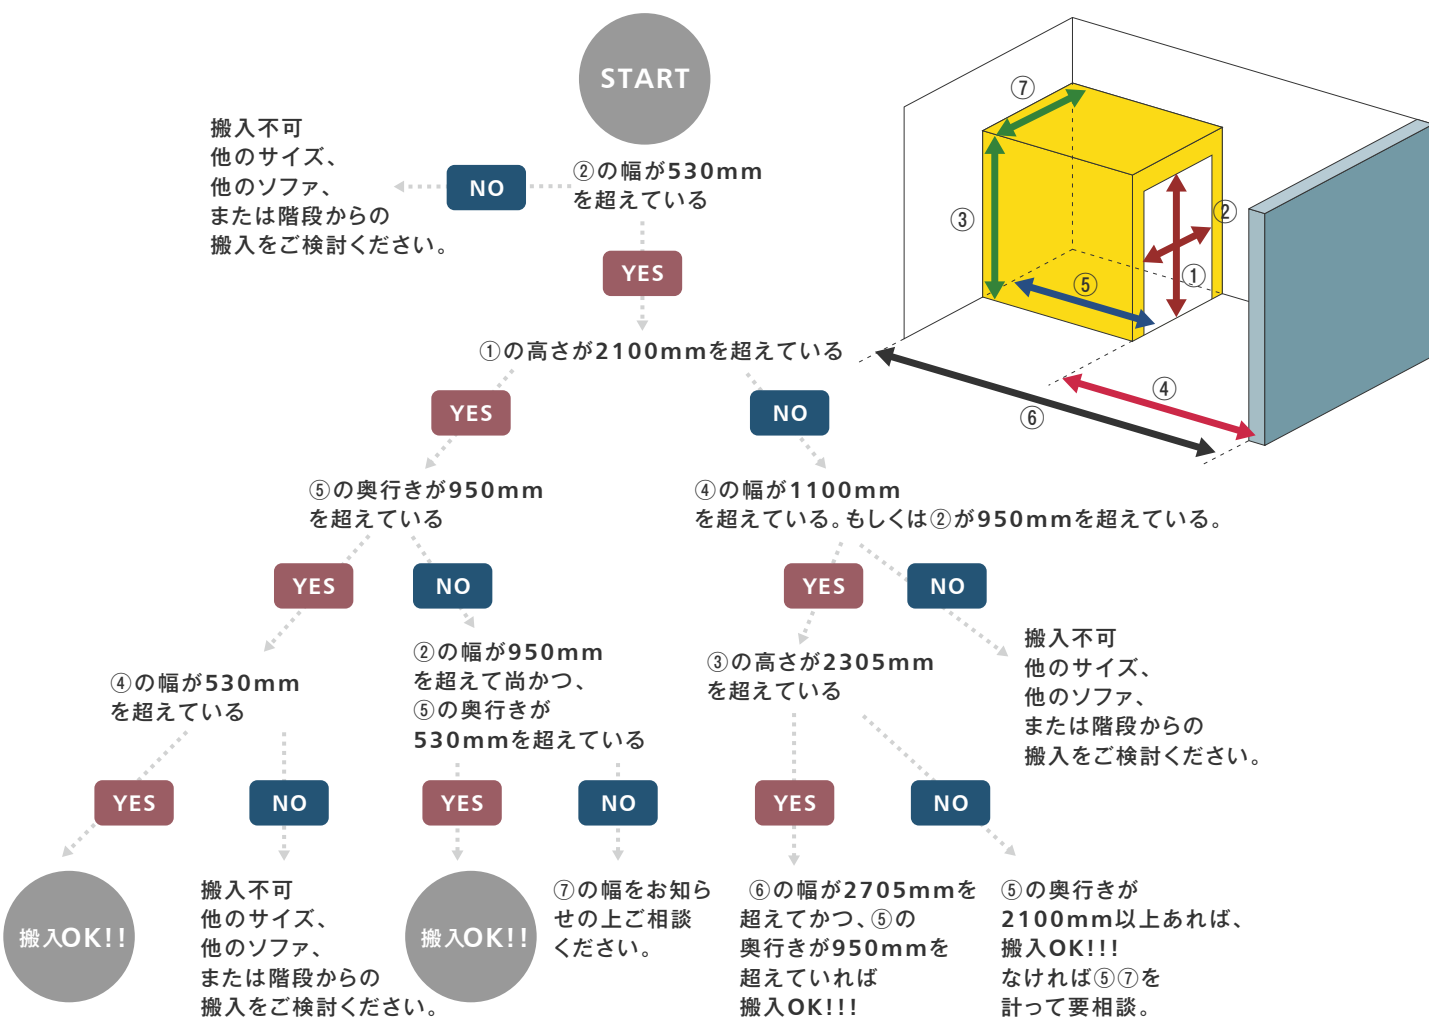 START
②の幅が530mm
を超えている
NO
搬入不可
他のサイズ、
他のソファ、
または階段からの
搬入をご検討ください。
YES
①の高さが2100mmを超えている
YES
NO
⑤の奥行きが950mm
を超えている
④の幅が1100mm
を超えている。もしくは②が950mmを超えている。
YES
NO
YES
NO
④の幅が530mm
を超えている
②の幅が950mm
を超えて尚かつ、
⑤の奥行きが
530mmを超えている
③の高さが2305mm
を超えている
搬入不可
他のサイズ、
他のソファ、
または階段からの
搬入をご検討ください。
YES
NO
YES
NO
YES
NO
搬入OK!!
搬入不可
他のサイズ、
他のソファ、
または階段からの
搬入をご検討ください。
搬入OK!!
⑦の幅をお知ら
せの上ご相談
ください。
⑥の幅が2705mmを
超えてかつ、⑤の
奥行きが950mmを
超えていれば
搬入OK!!!
⑤の奥行きが
2100mm以上あれば、
搬入OK!!!
なければ⑤⑦を
計って要相談。
⑦
③
②
①
⑤
④
⑥